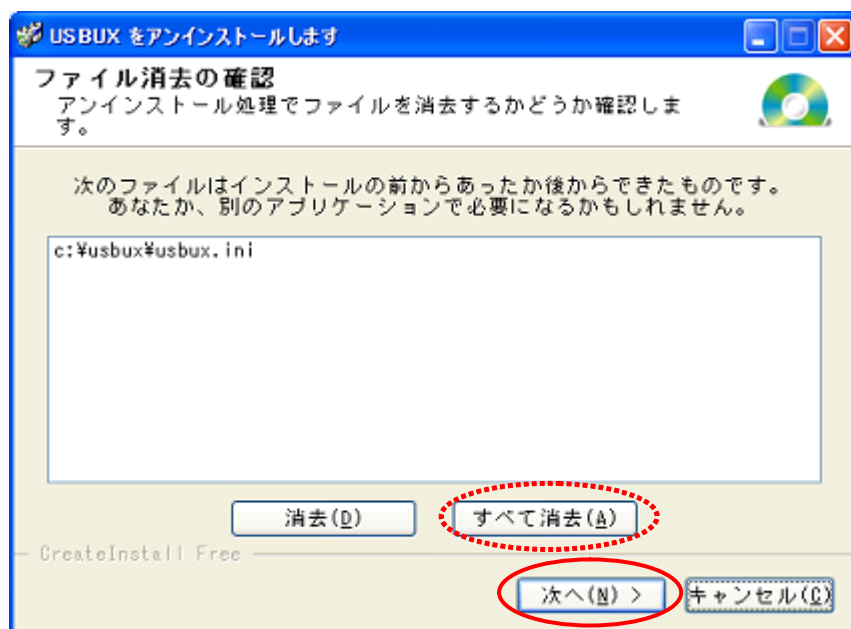 USBUX をアンインストールします
ファイル消去の確認
アンインストール処理でファイルを消去するかどうか確認しま
す。
次のファイルはインストールの前からあったか後からできたものです。
あなたか、別のアプリケーションで必要になるかもしれません。
c:¥usbux¥usbux.ini
消去(D)
すべて消去(A)
CreateInstall Free
次へ(N) >
キャンセル(C)